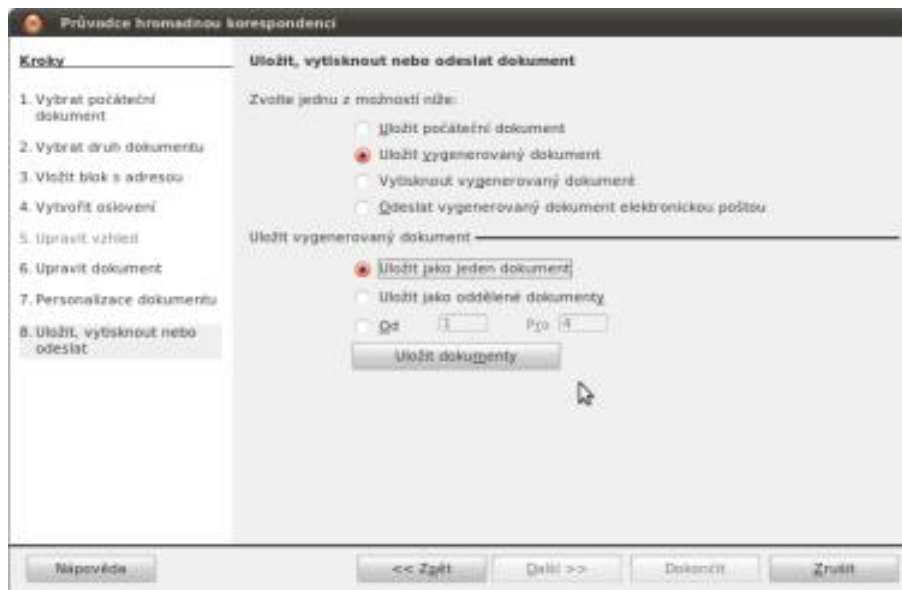 Průvodce hromadnou korespondencí
Kroky
1. Vybrat počáteční
dokument
2. Vybrat druh dokumentu
3. Vložit blok s adresou
4. Vytvořit oslovení
5. Upravit vzhled
6. Upravit dokument
7. Personalizace dokumentu
8. Uložit, vytisknout nebo
odeslat
Uložit, vytisknout nebo odeslat dokument
Zvolte jednu z možností níže:
Uložit počáteční dokument
Uložit vygenerovaný dokument
Vytisknout vygenerovaný dokument
Odeslat vygenerovaný dokument elektronickou poštou
Uložit vygenerovaný dokument
Uložit jako jeden dokument
Uložit jako oddělené dokumenty
Od 1 Pro 4
Uložit dokumenty
Nápověda << Zpět Další >> Dokončit Zrušit